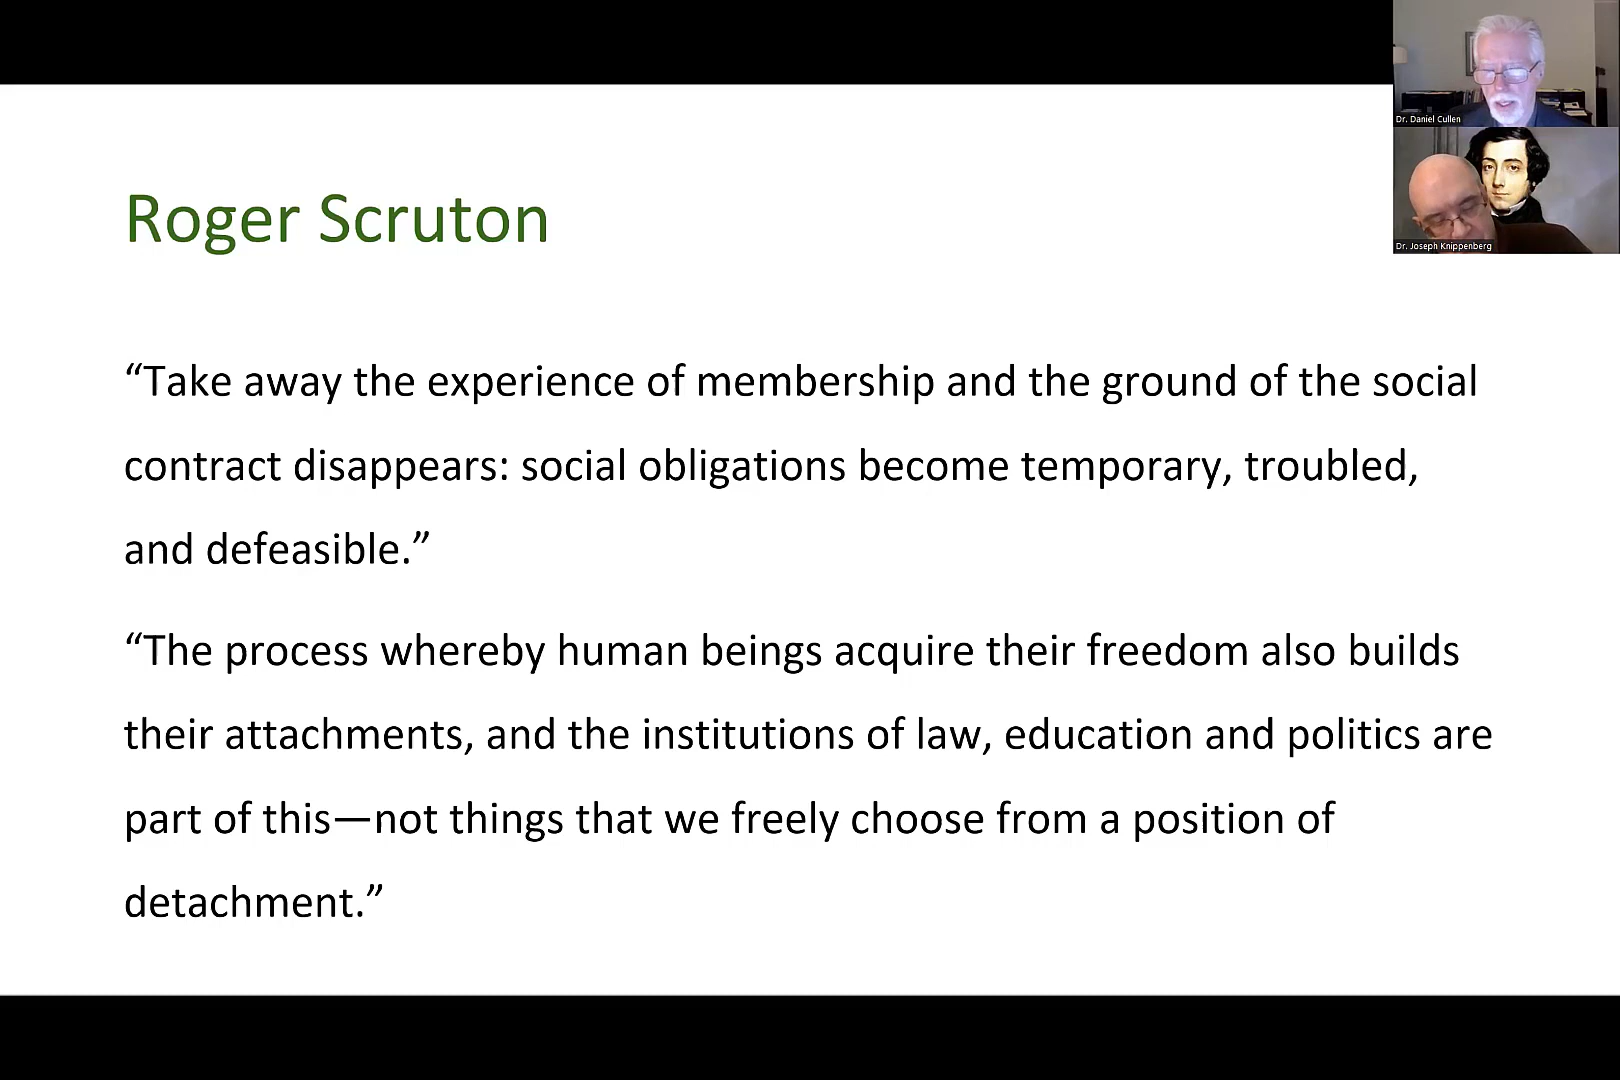 Dr. Daniel Cullen
Dr. Joseph Knippenberg
Roger Scruton
“Take away the experience of membership and the ground of the social
contract disappears: social obligations become temporary, troubled,
and defeasible.”
“The process whereby human beings acquire their freedom also builds
their attachments, and the institutions of law, education and politics are
part of this—not things that we freely choose from a position of
detachment.”